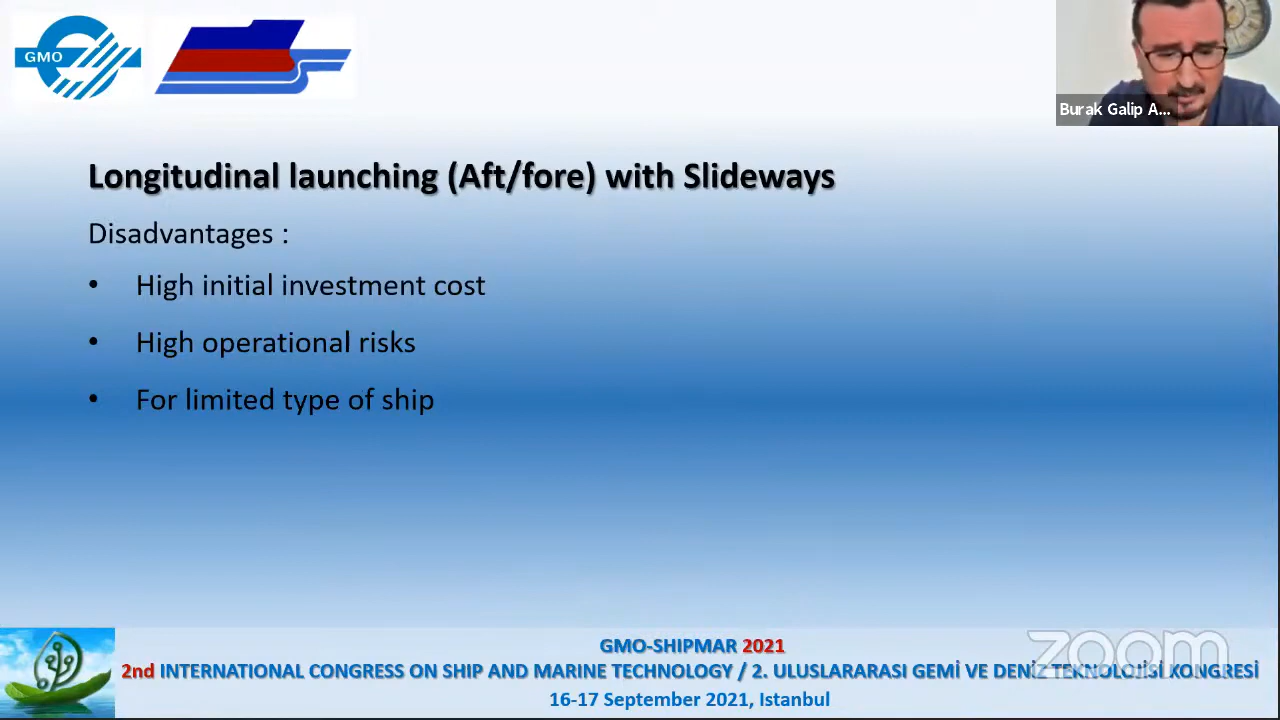 GMO
Burak Galip A...
Longitudinal launching (Aft/fore) with Slideways
Disadvantages :
• High initial investment cost
• High operational risks
• For limited type of ship
GMO-SHIPMAR 2021
2nd INTERNATIONAL CONGRESS ON SHIP AND MARINE TECHNOLOGY / 2. ULUSLARARASI GEMİ VE DENİZ TEKNOLOJİSİ KONGRESİ
16-17 September 2021, Istanbul
zoom